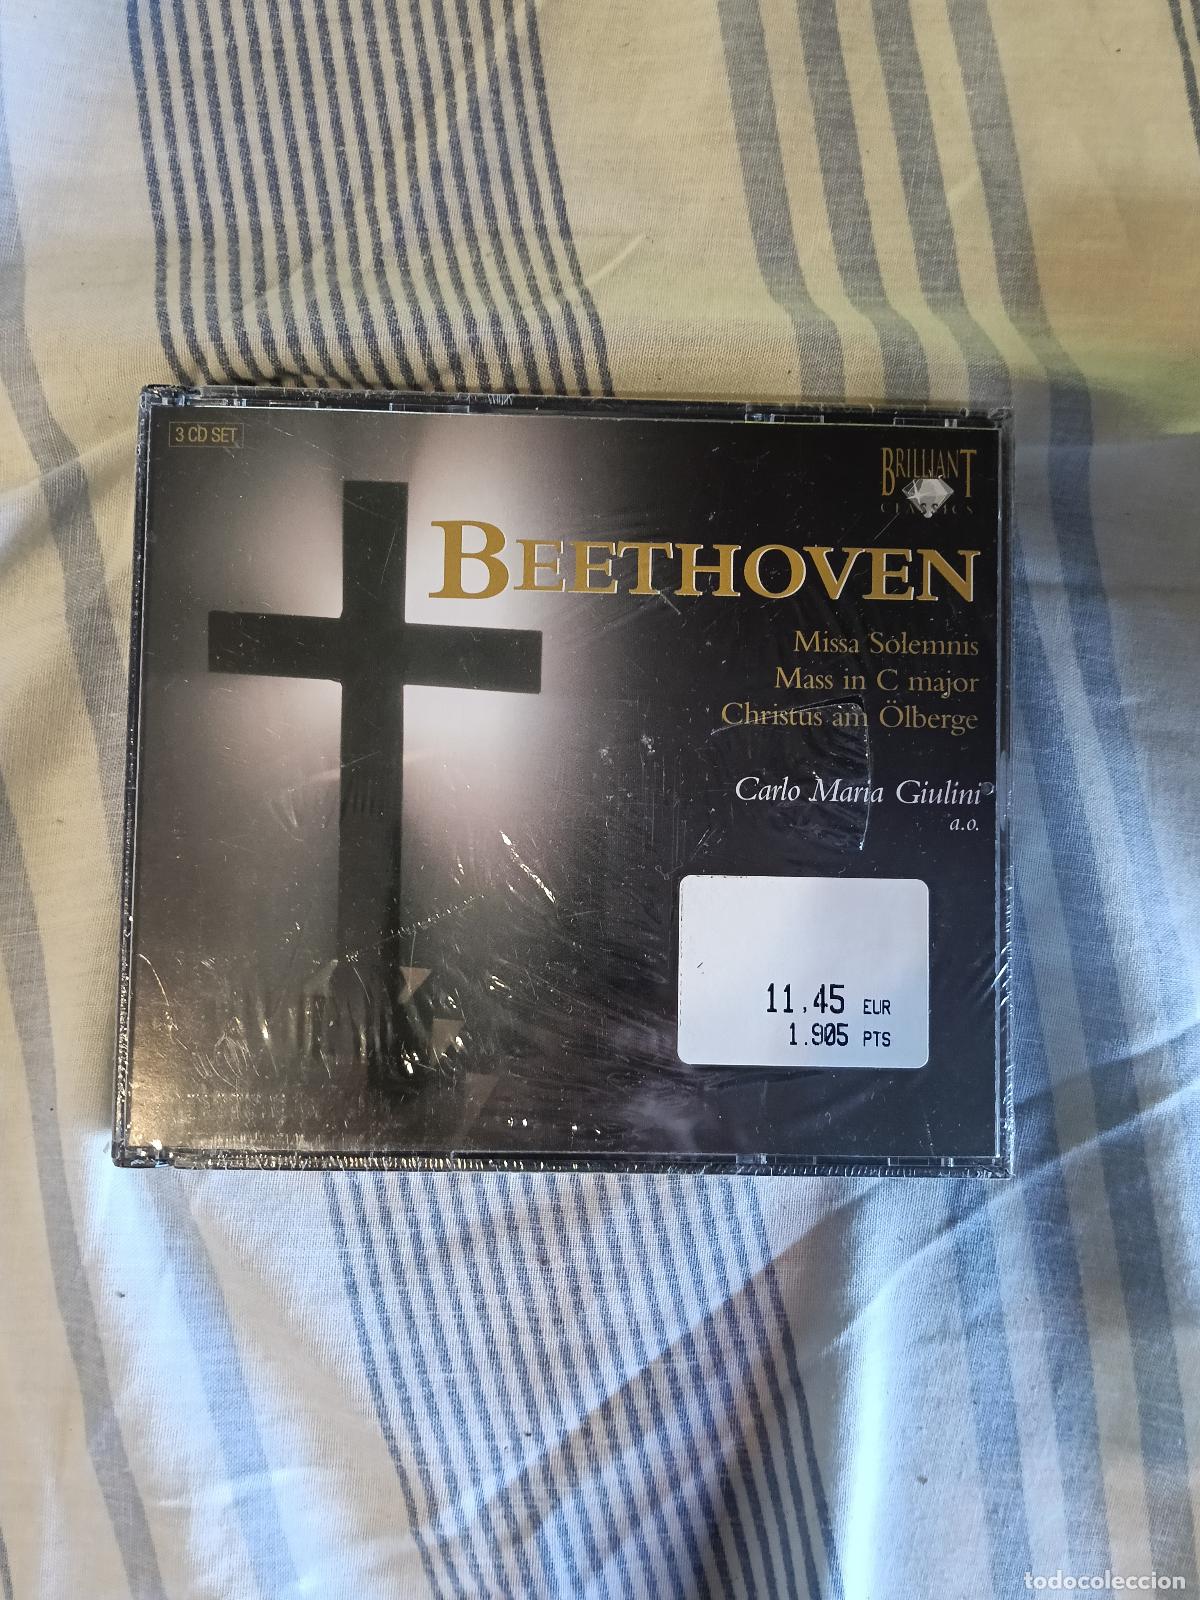 3 CD SET
BRILLIANT
CLASSICS
BEETHOVEN
Missa Solemnis
Mass in C major
Christus am Ölberge
Carlo Maria Giulini
a.o.
11,45 EUR
1.905 PTS
todocoleccion